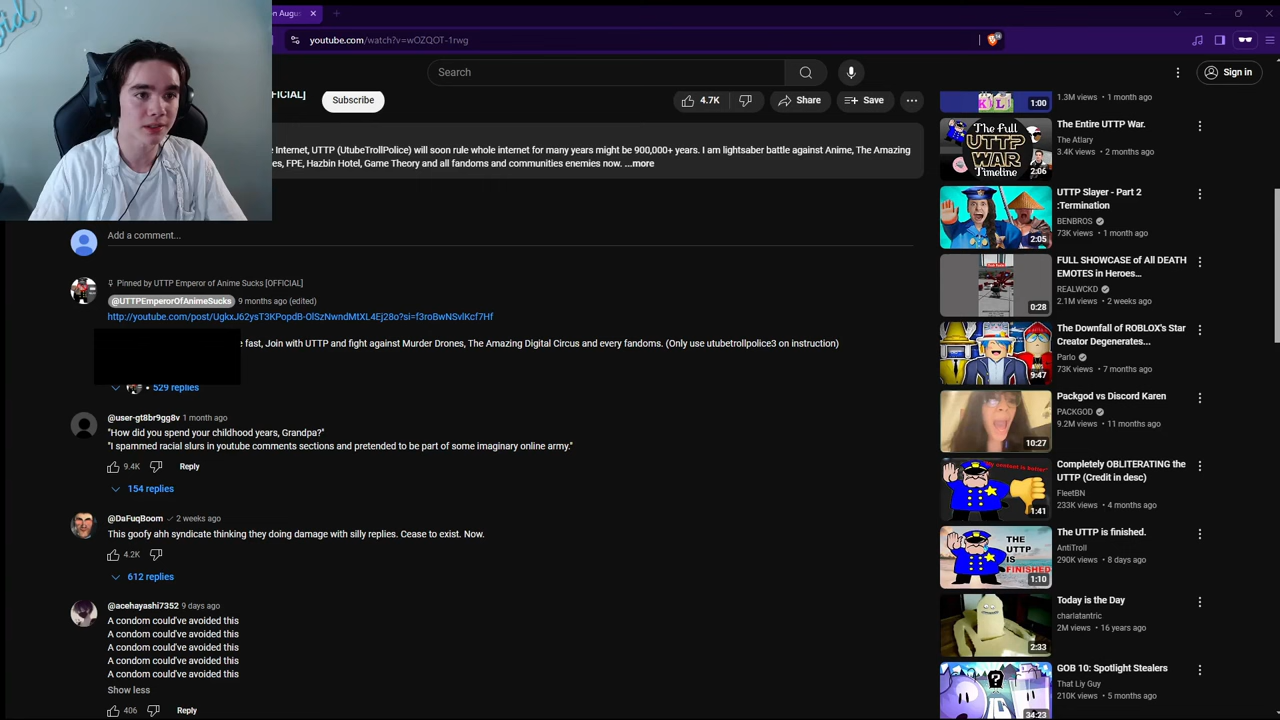 n Augus
youtube.com/watch?v=wOZQOT-1rwg
Search
Sign in
FICIAL]
Subscribe
4.7K
Share
Save
e Internet, UTTP (UtubeTrollPolice) will soon rule whole internet for many years might be 900,000+ years. I am lightsaber battle against Anime, The Amazing
es, FPE, Hazbin Hotel, Game Theory and all fandoms and communities enemies now. ...more
Add a comment...
Pinned by UTTP Emperor of Anime Sucks [OFFICIAL]
@UTTPEmperorOfAnimeSucks 9 months ago (edited)
http://youtube.com/post/UgkxJ62ysT3KPopdB-OlSzNwndMtXL4Ej28o?si=f3roBwNSvlKcf7Hf
e fast, Join with UTTP and fight against Murder Drones, The Amazing Digital Circus and every fandoms. (Only use utubetrollpolice3 on instruction)
529 replies
@user-gt8br9gg8v 1 month ago
"How did you spend your childhood years, Grandpa?"
"I spammed racial slurs in youtube comments sections and pretended to be part of some imaginary online army."
9.4K Reply
154 replies
@DaFuqBoom 2 weeks ago
This goofy ahh syndicate thinking they doing damage with silly replies. Cease to exist. Now.
4.2K
612 replies
@acehayashi7352 9 days ago
A condom could've avoided this
A condom could've avoided this
A condom could've avoided this
A condom could've avoided this
A condom could've avoided this
Show less
406 Reply
1.3M views • 1 month ago
1:00
The Entire UTTP War.
The Atlary
3.4K views • 2 months ago
The full
UTTP
WAR
Timeline
2:06
UTTP Slayer - Part 2
:Termination
BENBROS
73K views • 1 month ago
2:05
FULL SHOWCASE of All DEATH
EMOTES in Heroes...
REALWCKD
2.1M views • 2 weeks ago
0:28
The Downfall of ROBLOX's Star
Creator Degenerates...
Parlo
73K views • 7 months ago
9:47
Packgod vs Discord Karen
PACKGOD
9.2M views • 11 months ago
10:27
Completely OBLITERATING the
UTTP (Credit in desc)
FleetBN
233K views • 4 months ago
1:41
The UTTP is finished.
AntiTroll
290K views • 8 days ago
THE
UTTP
IS
FINISHED
1:10
Today is the Day
charlatantric
2M views • 16 years ago
2:33
GOB 10: Spotlight Stealers
That Liy Guy
210K views • 5 months ago
34:23